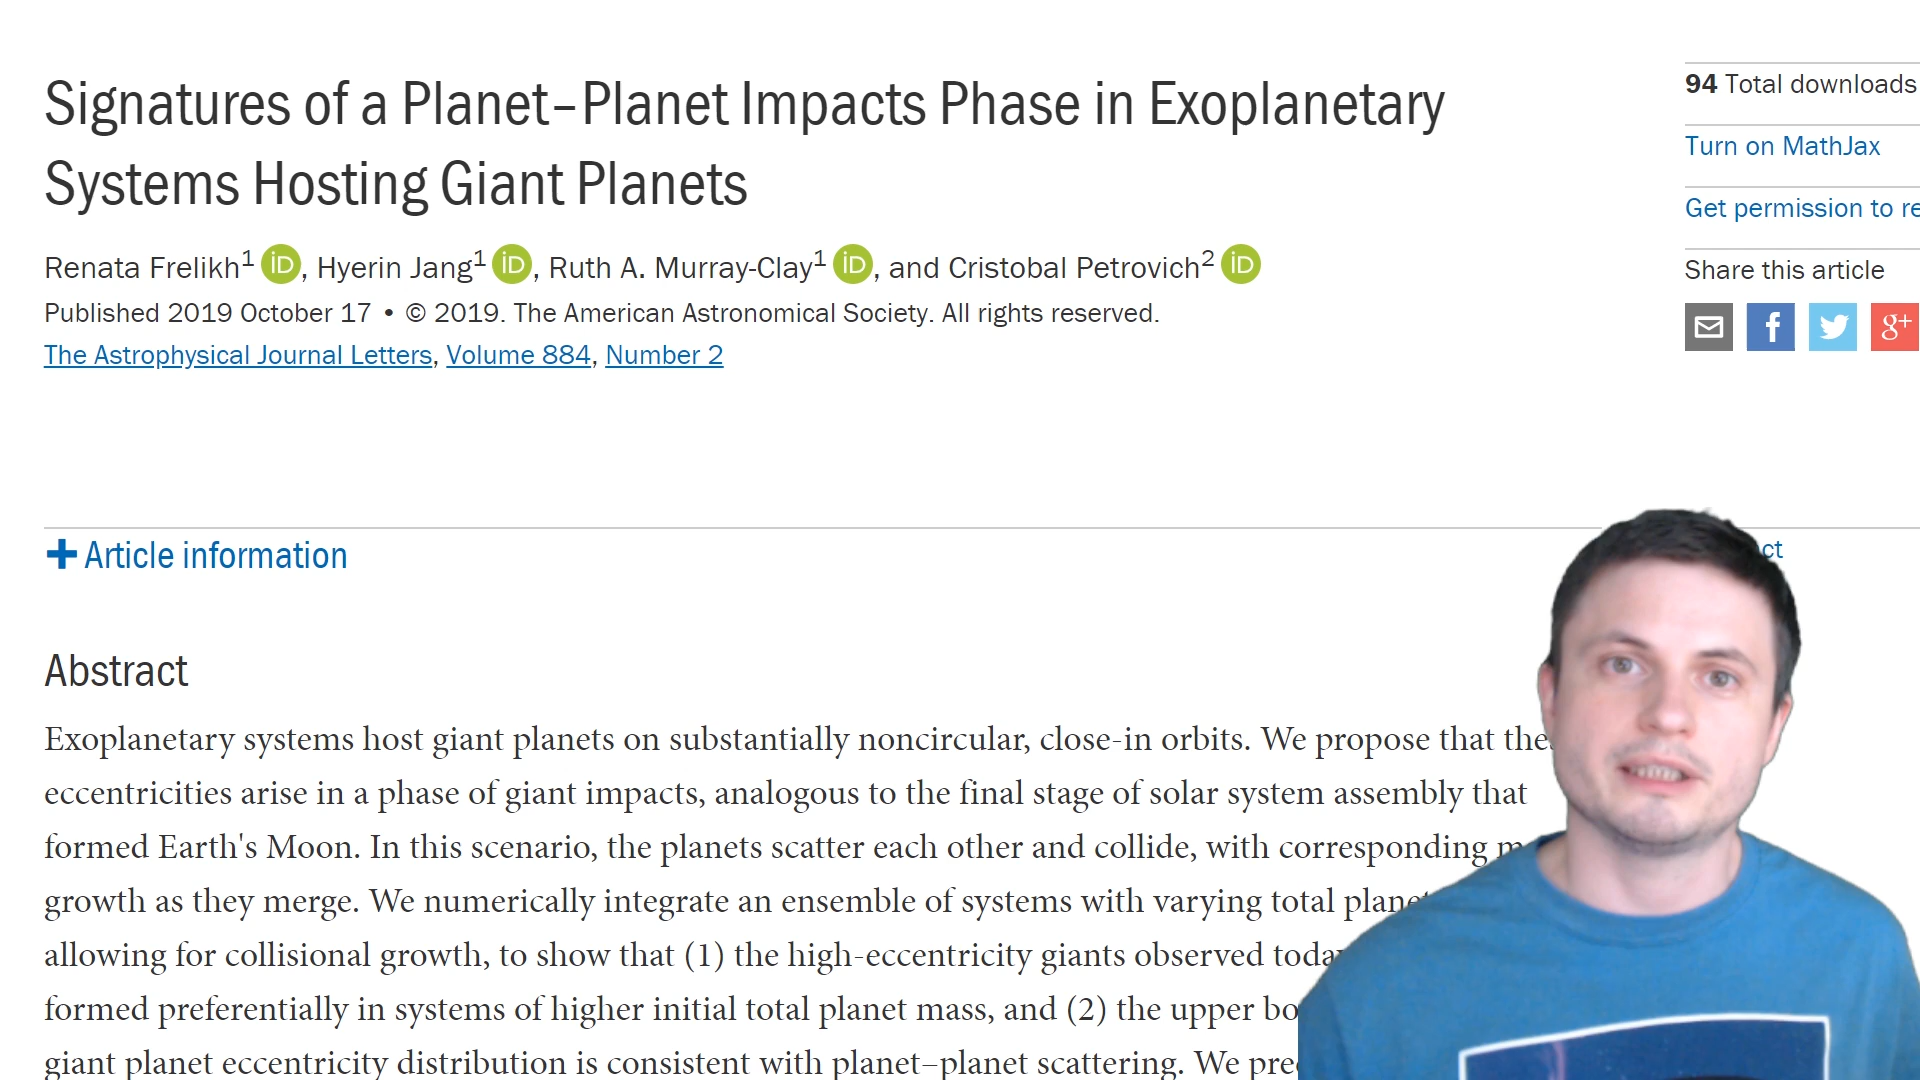 Signatures of a Planet–Planet Impacts Phase in Exoplanetary
Systems Hosting Giant Planets
Renata Frelikh1 iD, Hyerin Jang1 iD, Ruth A. Murray-Clay1 iD, and Cristobal Petrovich2 iD
Published 2019 October 17 • © 2019. The American Astronomical Society. All rights reserved.
The Astrophysical Journal Letters, Volume 884, Number 2
94 Total downloads
Turn on MathJax
Get permission to re
Share this article
f g+
Article information
ct
Abstract
Exoplanetary systems host giant planets on substantially noncircular, close-in orbits. We propose that thes
eccentricities arise in a phase of giant impacts, analogous to the final stage of solar system assembly that
formed Earth's Moon. In this scenario, the planets scatter each other and collide, with corresponding m
growth as they merge. We numerically integrate an ensemble of systems with varying total planet
allowing for collisional growth, to show that (1) the high-eccentricity giants observed today
formed preferentially in systems of higher initial total planet mass, and (2) the upper bo
giant planet eccentricity distribution is consistent with planet–planet scattering. We pre